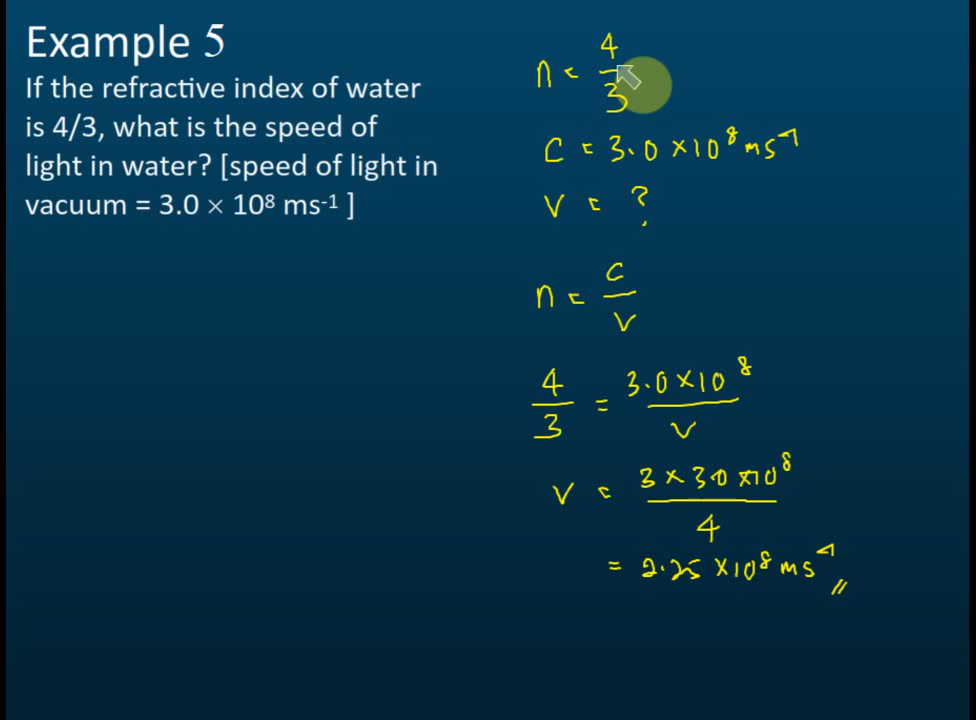 Example 5
If the refractive index of water
is 4/3, what is the speed of
light in water? [speed of light in
vacuum = 3.0 × 10⁸ ms⁻¹ ]
n = 4/3
c = 3.0 × 10⁸ ms⁻¹
v = ?
n = c/v
4/3 = 3.0 × 10⁸/v
v = 3 × 3.0 × 10⁸/4
= 2.25 × 10⁸ ms⁻¹ //